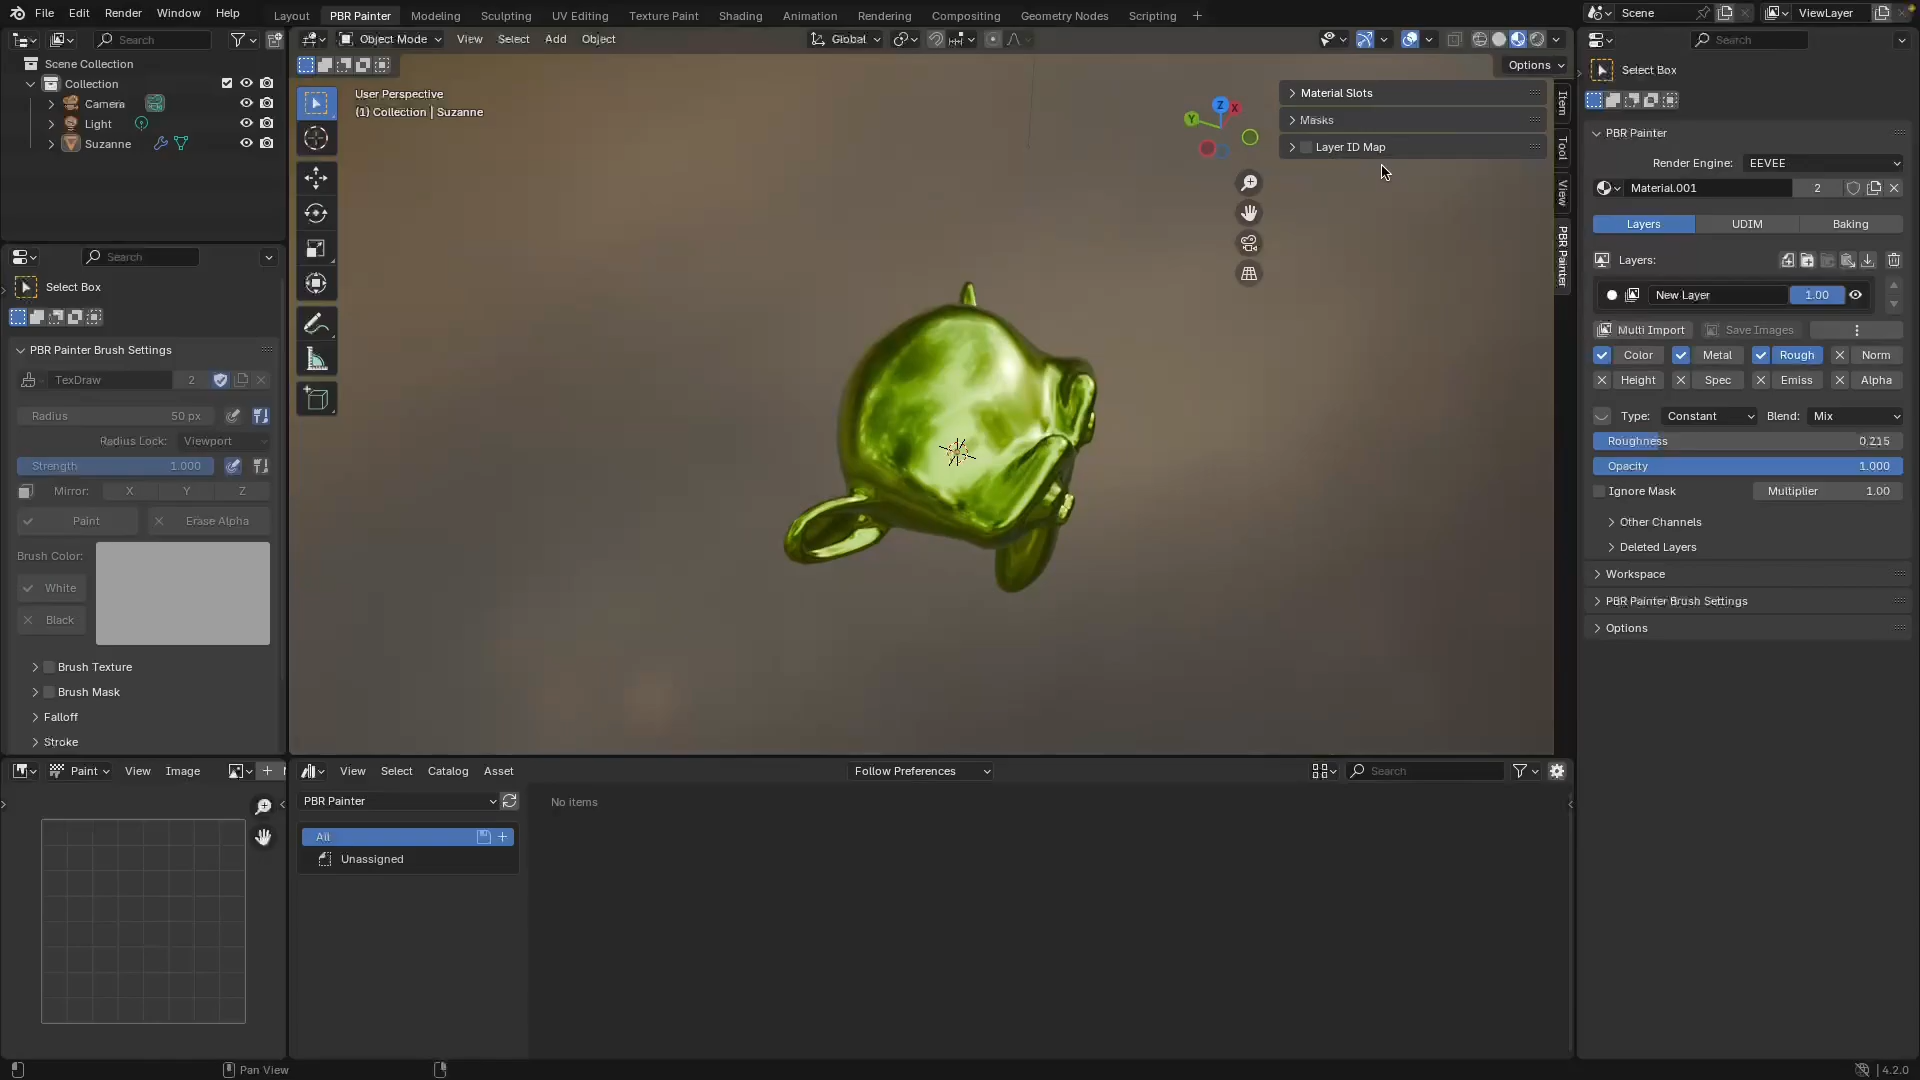 File Edit Render Window Help Layout PBR Painter Modeling Sculpting UV Editing Texture Paint Shading Animation Rendering Compositing Geometry Nodes Scripting + Scene ViewLayer
Search
Scene Collection
Collection
Camera
Light
Suzanne
Search
Select Box
PBR Painter Brush Settings
TexDraw 2
Radius 50 px
Radius Lock: Viewport
Strength 1.000
Mirror: X Y Z
Paint Erase Alpha
Brush Color:
White
Black
Brush Texture
Brush Mask
Falloff
Stroke
Object Mode View Select Add Object Global
Options
User Perspective
(1) Collection | Suzanne
Z X Y
Material Slots
Masks
Layer ID Map
Item
Tool
View
PBR Painter
Search
Select Box
PBR Painter
Render Engine: EEVEE
Material.001 2
Layers UDIM Baking
Layers:
New Layer 1.00
Multi Import Save Images
Color Metal Rough Norm
Height Spec Emiss Alpha
Type: Constant Blend: Mix
Roughness 0.215
Opacity 1.000
Ignore Mask Multiplier 1.00
Other Channels
Deleted Layers
Workspace
PBR Painter Brush Settings
Options
Paint View Image
View Select Catalog Asset Follow Preferences Search
PBR Painter
All
Unassigned
No items
Pan View
4.2.0